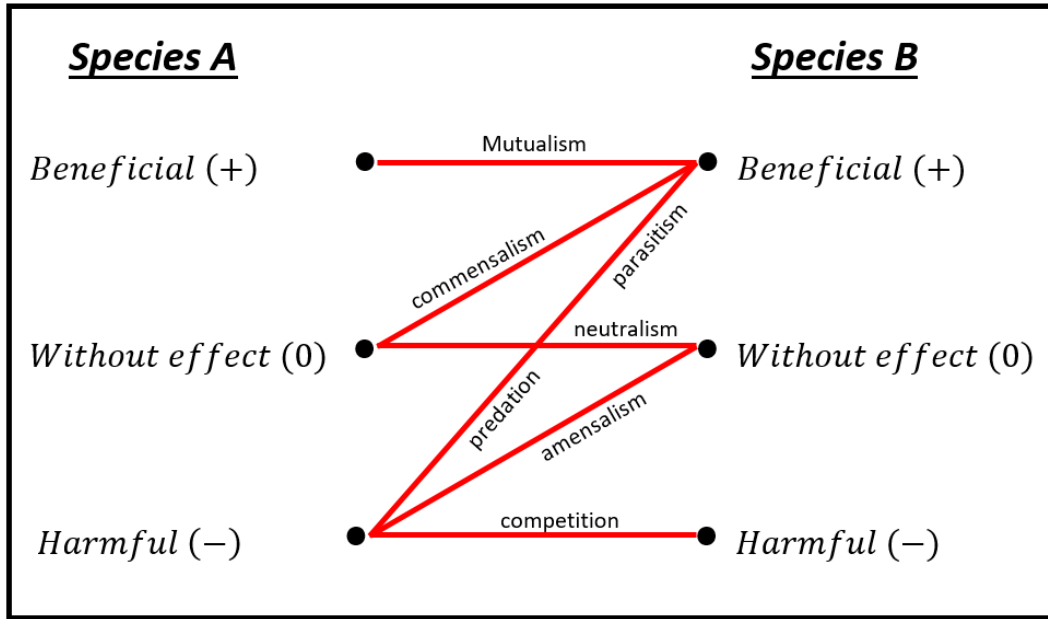 Species A
Species B
Mutualism
Beneficial (+)
Beneficial (+)
commensalism
parasitism
neutralism
Without effect (0)
Without effect (0)
predation
amensalism
competition
Harmful (−)
Harmful (−)